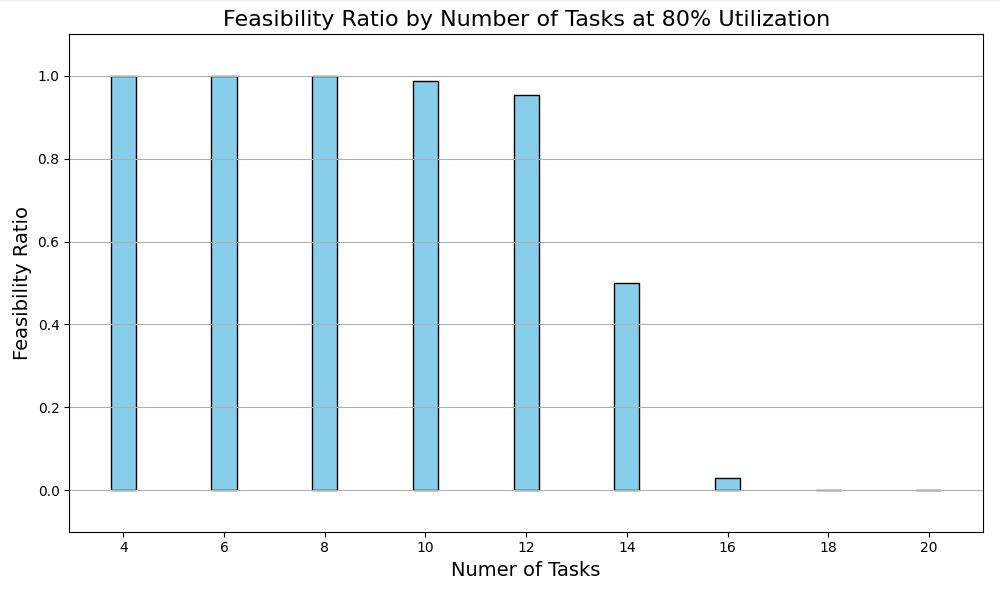 Feasibility Ratio by Number of Tasks at 80% Utilization
Feasibility Ratio
1.0
0.8
0.6
0.4
0.2
0.0
4 6 8 10 12 14 16 18 20
Numer of Tasks